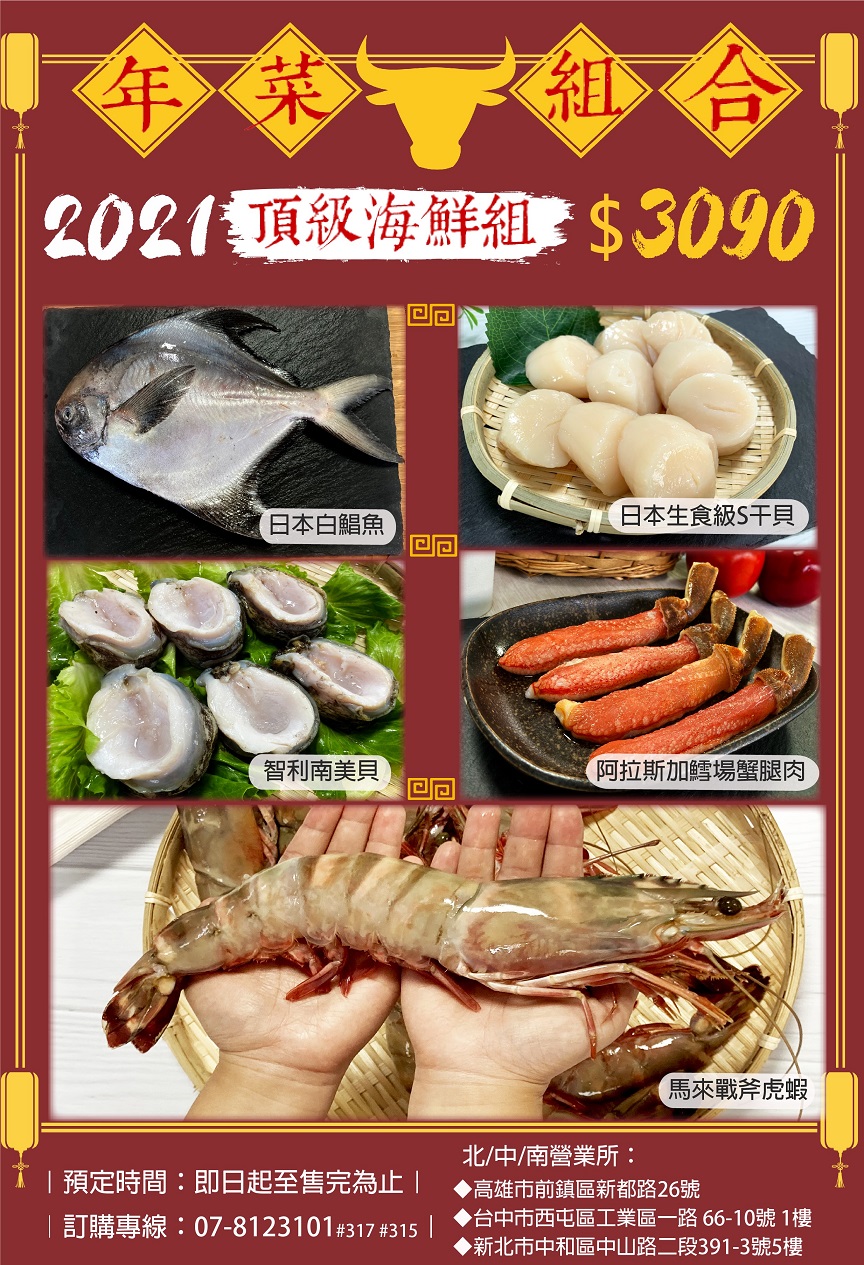 年菜組合
2021 頂級海鮮組 $3090
日本白鯧魚
日本生食級S干貝
智利南美貝
阿拉斯加鱈場蟹腿肉
馬來戰斧虎蝦
|預定時間：即日起至售完為止|
|訂購專線：07-8123101#317 #315|
北/中/南營業所：
◆高雄市前鎮區新都路26號
◆台中市西屯區工業區一路 66-10號 1樓
◆新北市中和區中山路二段391-3號5樓